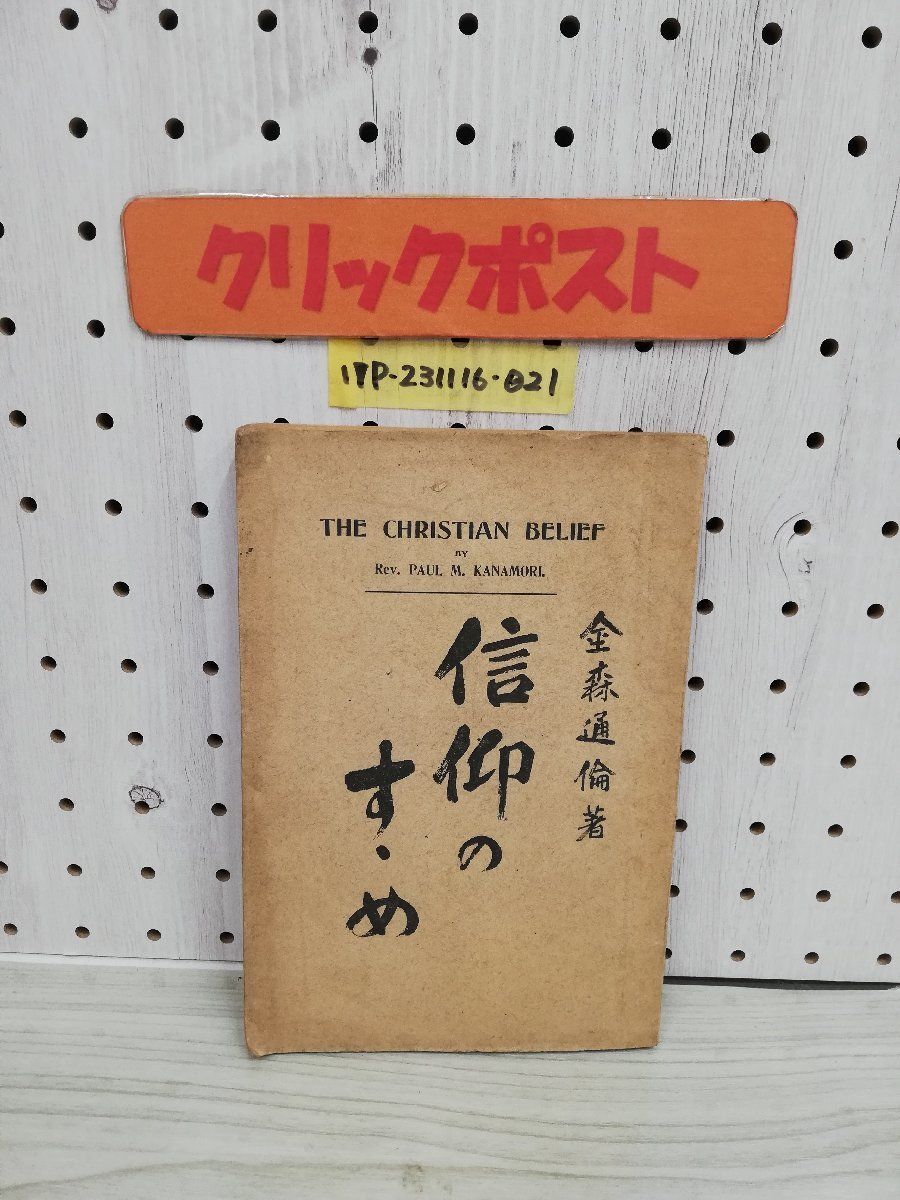 クリックポスト
1YP-231116-021
THE CHRISTIAN BELIEF
BY
Rev. PAUL M. KANAMORI.
金森通倫著
信仰の
すゝめ